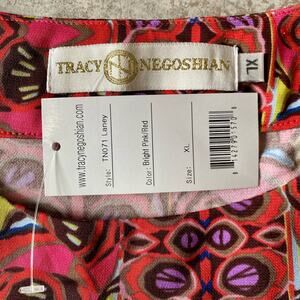 TRACY NEGOSHIAN
XL
www.tracynegoshian.com
Style: TN071 Laney
Color: Bright Pink/Red
Size: XL